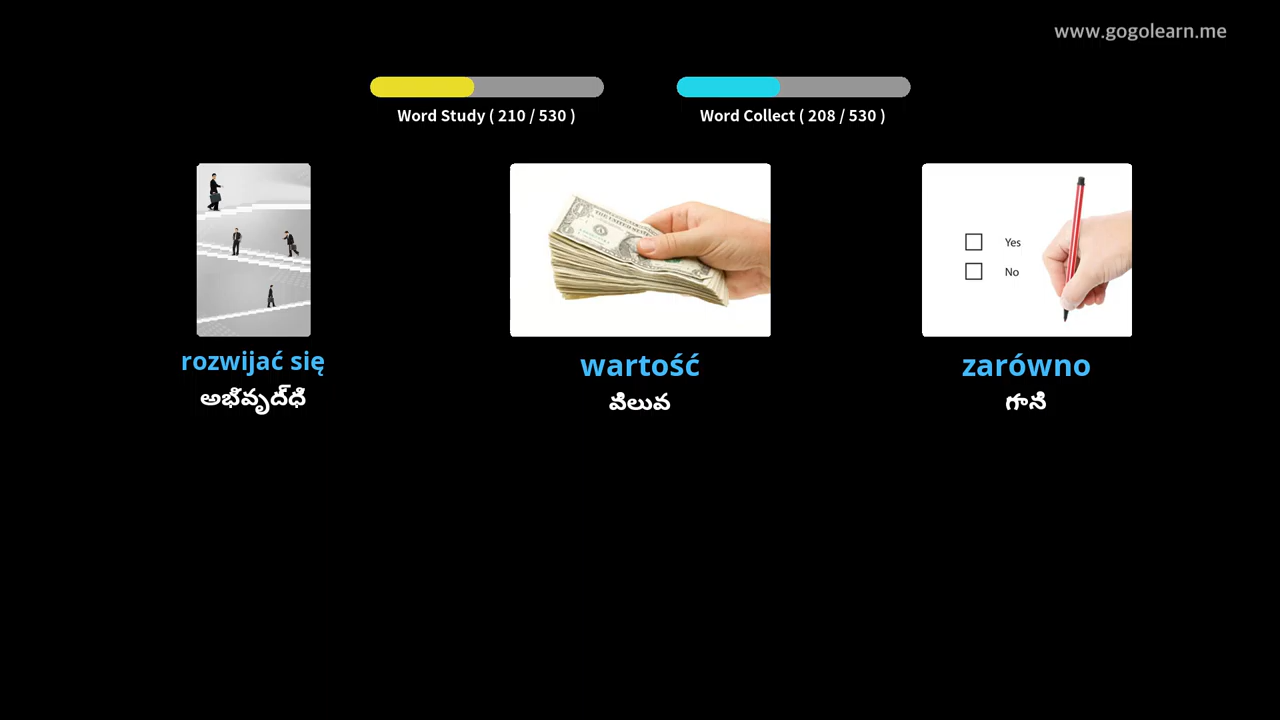 www.gogolearn.me
Word Study ( 210 / 530 )
Word Collect ( 208 / 530 )
Yes
No
rozwijać się
wartość
zarówno
అభివృద్ధి
విలువ
గాని